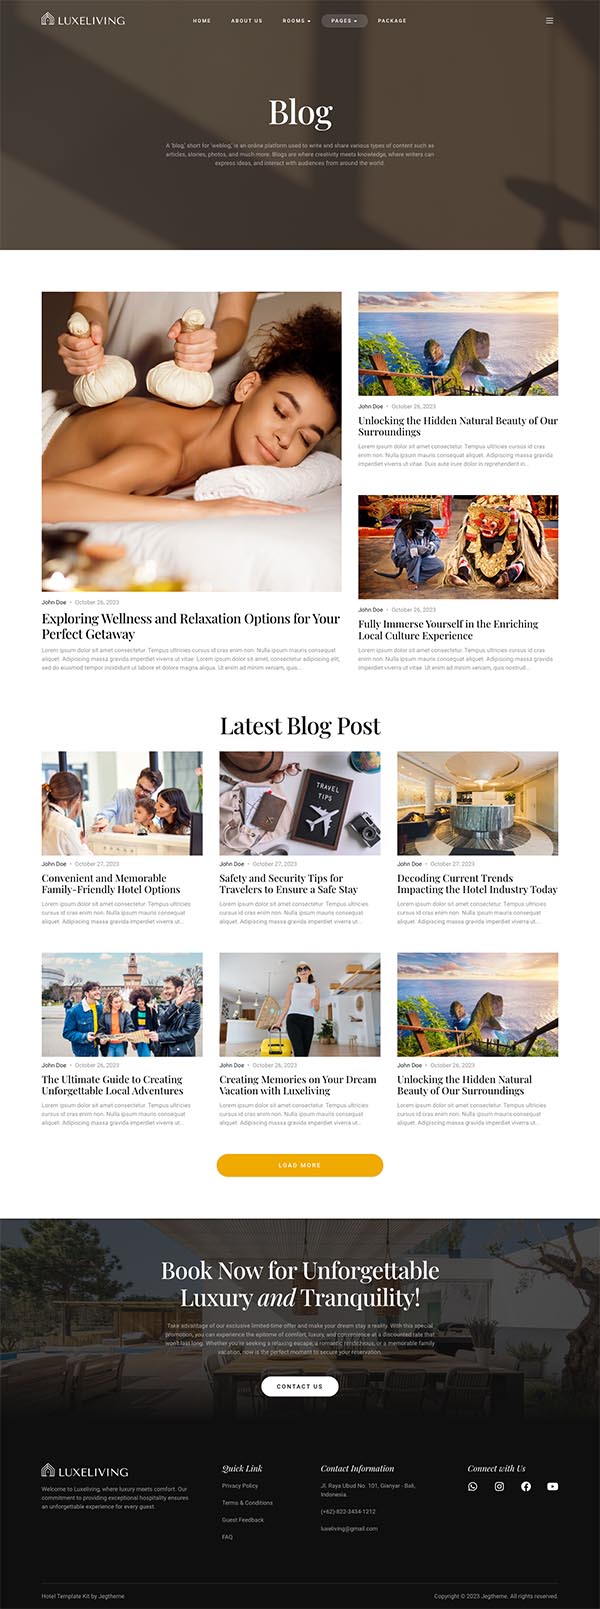 LUXELIVING
HOME ABOUT US ROOMS PAGES PACKAGE
Blog
A 'blog,' short for 'weblog,' is an online platform used to write and share various types of content such as
articles, stories, photos, and much more. Blogs are where creativity meets knowledge, where writers can
express ideas, and interact with audiences from around the world.
John Doe • October 26, 2023
Exploring Wellness and Relaxation Options for Your
Perfect Getaway
Lorem ipsum dolor sit amet consectetur. Tempus ultricies cursus id cras enim non. Nulla ipsum mauris consequat
aliquet. Adipiscing massa gravida imperdiet viverra ut vitae. Lorem ipsum dolor sit amet, consectetur adipiscing elit,
sed do eiusmod tempor incididunt ut labore et dolore magna aliqua. Ut enim ad minim veniam, quis...
John Doe • October 26, 2023
Unlocking the Hidden Natural Beauty of Our
Surroundings
Lorem ipsum dolor sit amet consectetur. Tempus ultricies cursus id cras
enim non. Nulla ipsum mauris consequat aliquet. Adipiscing massa gravida
imperdiet viverra ut vitae. Duis aute irure dolor in reprehenderit in...
John Doe • October 26, 2023
Fully Immerse Yourself in the Enriching
Local Culture Experience
Lorem ipsum dolor sit amet consectetur. Tempus ultricies cursus id cras
enim non. Nulla ipsum mauris consequat aliquet. Adipiscing massa gravida
imperdiet viverra ut vitae. Ut enim ad minim veniam, quis nostrud...
Latest Blog Post
TRAVEL
TIPS
John Doe • October 27, 2023
Convenient and Memorable
Family-Friendly Hotel Options
Lorem ipsum dolor sit amet consectetur. Tempus ultricies
cursus id cras enim non. Nulla ipsum mauris consequat
aliquet. Adipiscing massa gravida imperdiet viverra ut...
John Doe • October 27, 2023
Safety and Security Tips for
Travelers to Ensure a Safe Stay
Lorem ipsum dolor sit amet consectetur. Tempus ultricies
cursus id cras enim non. Nulla ipsum mauris consequat
aliquet. Adipiscing massa gravida imperdiet viverra ut...
John Doe • October 27, 2023
Decoding Current Trends
Impacting the Hotel Industry Today
Lorem ipsum dolor sit amet consectetur. Tempus ultricies
cursus id cras enim non. Nulla ipsum mauris consequat
aliquet. Adipiscing massa gravida imperdiet viverra ut...
John Doe • October 26, 2023
The Ultimate Guide to Creating
Unforgettable Local Adventures
Lorem ipsum dolor sit amet consectetur. Tempus ultricies
cursus id cras enim non. Nulla ipsum mauris consequat
aliquet. Adipiscing massa gravida imperdiet viverra ut...
John Doe • October 26, 2023
Creating Memories on Your Dream
Vacation with Luxeliving
Lorem ipsum dolor sit amet consectetur. Tempus ultricies
cursus id cras enim non. Nulla ipsum mauris consequat
aliquet. Adipiscing massa gravida imperdiet viverra ut...
John Doe • October 26, 2023
Unlocking the Hidden Natural
Beauty of Our Surroundings
Lorem ipsum dolor sit amet consectetur. Tempus ultricies
cursus id cras enim non. Nulla ipsum mauris consequat
aliquet. Adipiscing massa gravida imperdiet viverra ut...
LOAD MORE
Book Now for Unforgettable
Luxury and Tranquility!
Take advantage of our exclusive limited-time offer and make your dream stay a reality. With this special
promotion, you can experience the epitome of comfort, luxury, and convenience at a discounted rate that
won't last long. Whether you're seeking a relaxing escape, a romantic rendezvous, or a memorable family
vacation, now is the perfect moment to secure your reservation.
CONTACT US
LUXELIVING
Welcome to Luxeliving, where luxury meets comfort. Our
commitment to providing exceptional hospitality ensures
an unforgettable experience for every guest.
Quick Link
Privacy Policy
Terms & Conditions
Guest Feedback
FAQ
Contact Information
Jl. Raya Ubud No. 101, Gianyar - Bali,
Indonesia.
(+62)-822-3434-1212
luxeliving@gmail.com
Connect with Us
Hotel Template Kit by Jegtheme
Copyright © 2023 Jegtheme. All rights reserved.